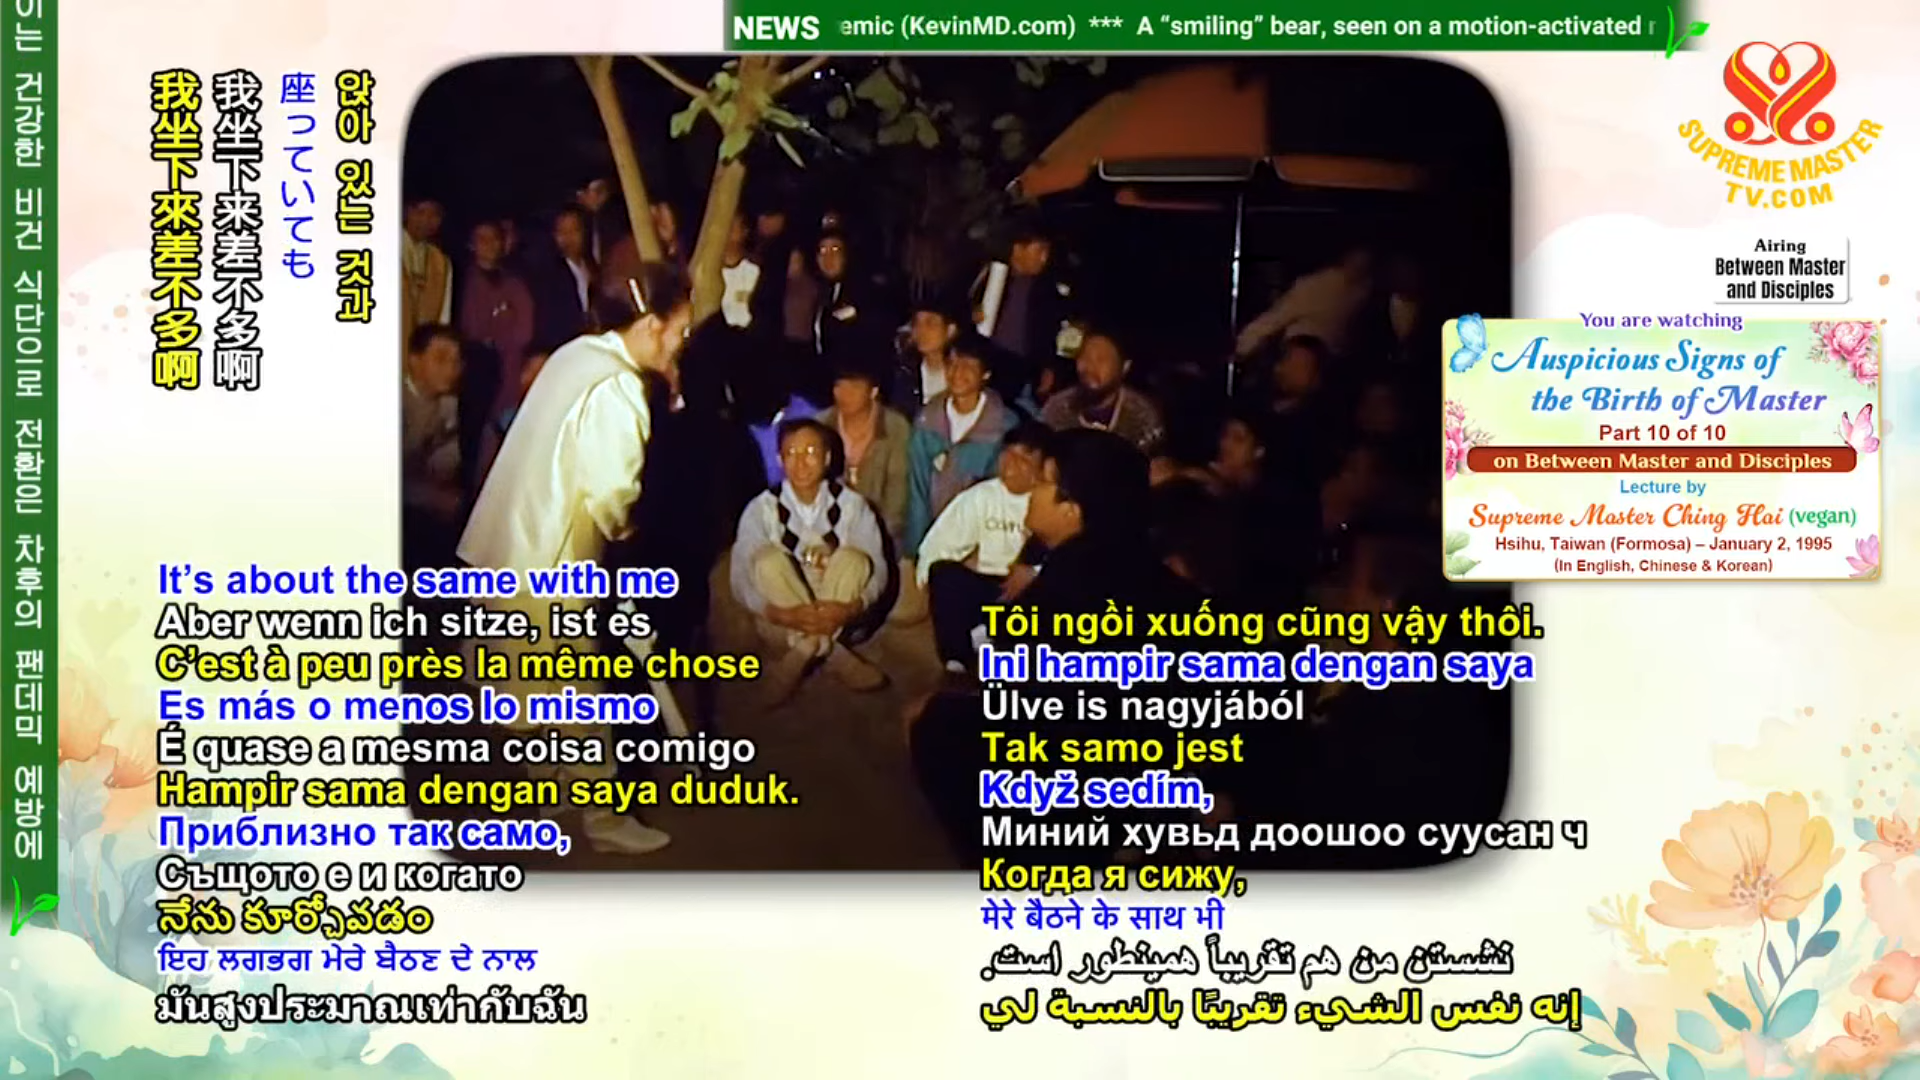 NEWS emic (KevinMD.com) *** A “smiling” bear, seen on a motion-activated
이든 건강한 비건 식단으로 전환은 차후의 팬데믹 예방에
앉아 있는 것과
座っていても
我坐下来差不多啊
我坐下來差不多啊
SUPREME MASTER
TV.COM
Airing
Between Master
and Disciples
You are watching
Auspicious Signs of
the Birth of Master
Part 10 of 10
on Between Master and Disciples
Lecture by
Supreme Master Ching Hai (vegan)
Hsihu, Taiwan (Formosa) – January 2, 1995
(In English, Chinese & Korean)
It’s about the same with me
Aber wenn ich sitze, ist es
C’est à peu près la même chose
Es más o menos lo mismo
É quase a mesma coisa comigo
Hampir sama dengan saya duduk.
Приблизно так само,
Същото е и когато
నేను కూర్చోవడం
ਇਹ ਲਗਭਗ ਮੇਰੇ ਬੈਠਣ ਦੇ ਨਾਲ
มันสูงประมาณเท่ากับฉัน
Tôi ngồi xuống cũng vậy thôi.
Ini hampir sama dengan saya
Ülve is nagyjából
Tak samo jest
Když sedím,
Миний хувьд доошоо суусан ч
Когда я сижу,
मेरे बैठने के साथ भी
نشستن من هم تقریباً همینطور است.
إنه نفس الشيء تقريبًا بالنسبة لي